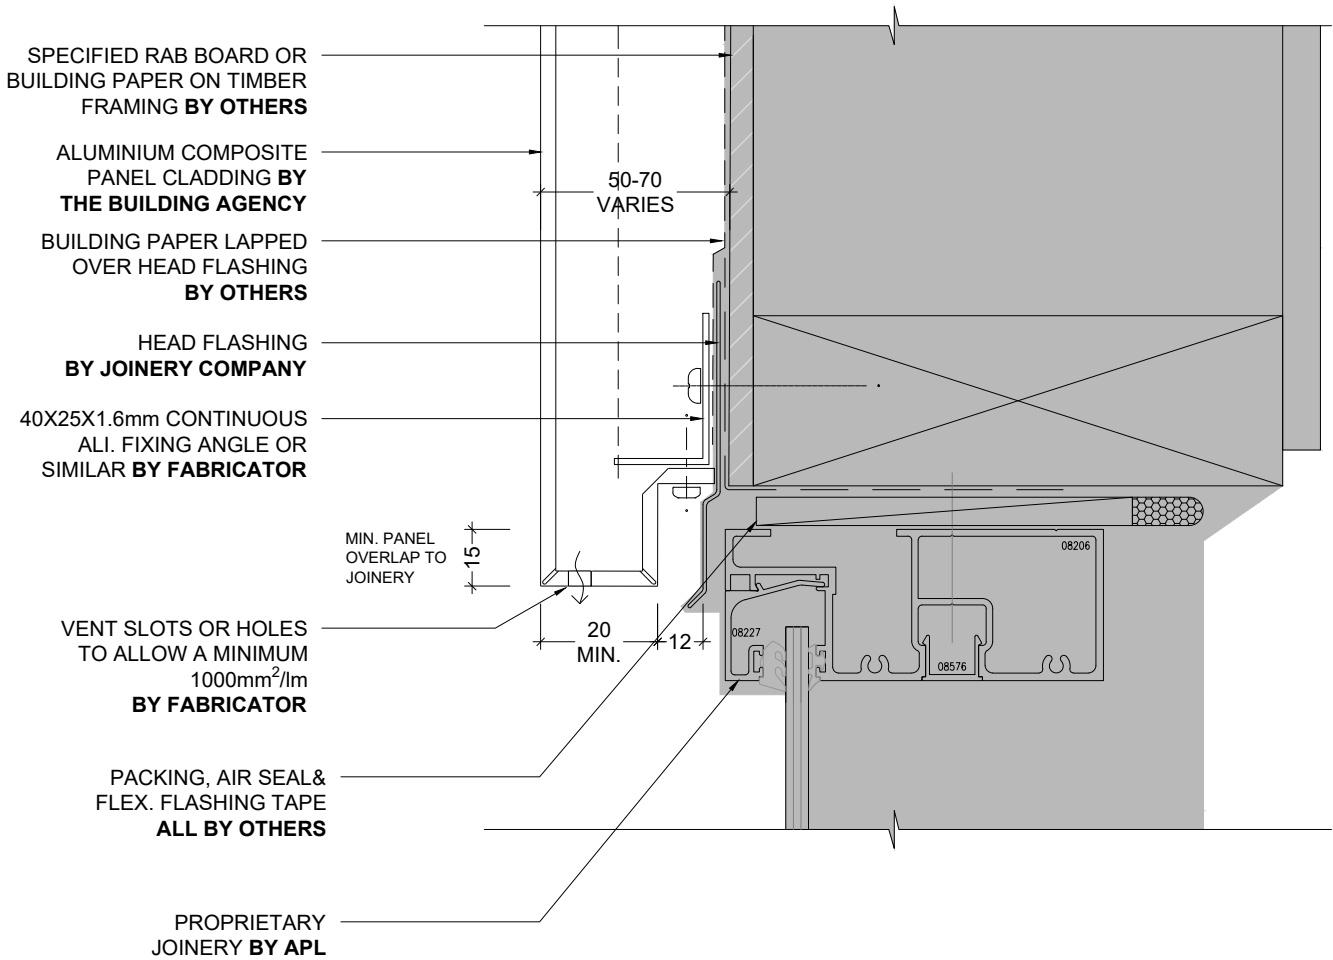 SPECIFIED RAB BOARD OR
BUILDING PAPER ON TIMBER
FRAMING BY OTHERS
ALUMINIUM COMPOSITE
PANEL CLADDING BY
THE BUILDING AGENCY
50-70
VARIES
BUILDING PAPER LAPPED
OVER HEAD FLASHING
BY OTHERS
HEAD FLASHING
BY JOINERY COMPANY
40X25X1.6mm CONTINUOUS
ALI. FIXING ANGLE OR
SIMILAR BY FABRICATOR
MIN. PANEL
OVERLAP TO
JOINERY
15
08206
08227
08576
20
MIN.
12
VENT SLOTS OR HOLES
TO ALLOW A MINIMUM
1000mm²/lm
BY FABRICATOR
PACKING, AIR SEAL&
FLEX. FLASHING TAPE
ALL BY OTHERS
PROPRIETARY
JOINERY BY APL